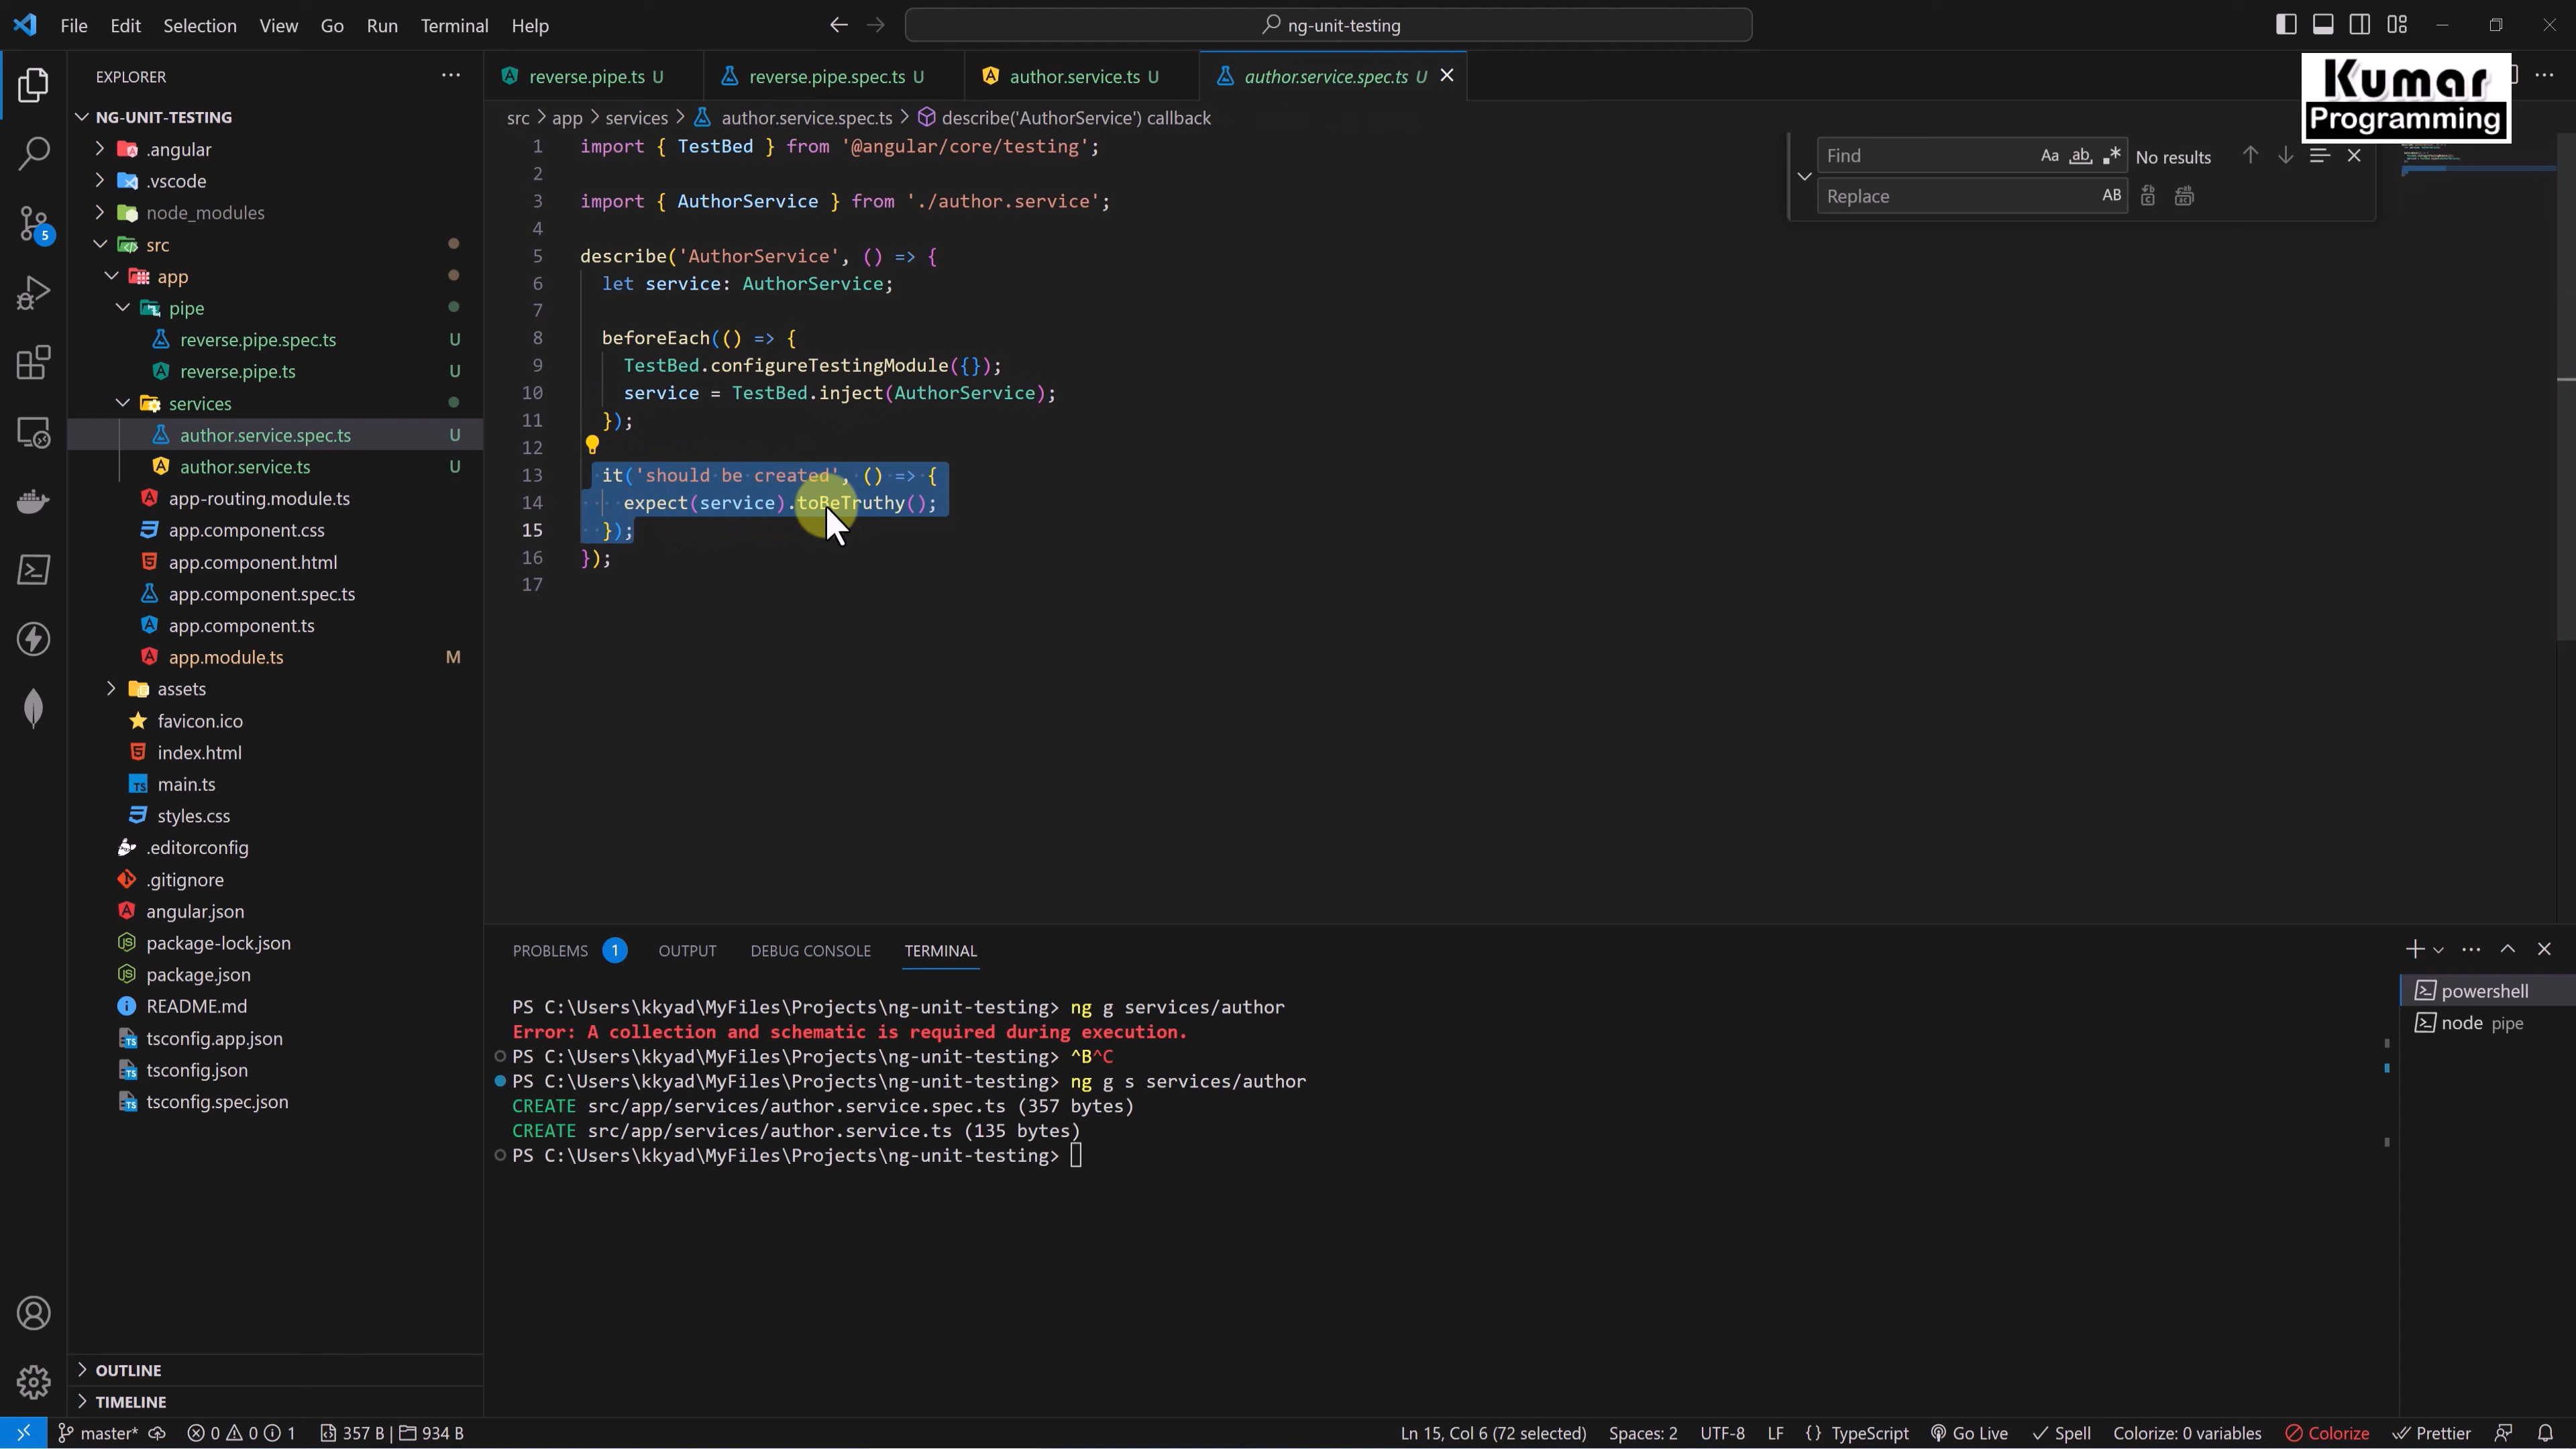 File Edit Selection View Go Run Terminal Help
ng-unit-testing
Kumar
Programming
EXPLORER
NG-UNIT-TESTING
.angular
.vscode
node_modules
src
app
pipe
reverse.pipe.spec.ts U
reverse.pipe.ts U
services
author.service.spec.ts U
author.service.ts U
app-routing.module.ts
app.component.css
app.component.html
app.component.spec.ts
app.component.ts
app.module.ts M
assets
favicon.ico
index.html
main.ts
styles.css
.editorconfig
.gitignore
angular.json
package-lock.json
package.json
README.md
tsconfig.app.json
tsconfig.json
tsconfig.spec.json
OUTLINE
TIMELINE
5
reverse.pipe.ts U reverse.pipe.spec.ts U author.service.ts U author.service.spec.ts U
src > app > services > author.service.spec.ts > describe('AuthorService') callback
Find Aa ab No results
Replace AB
1 import { TestBed } from '@angular/core/testing';
2
3 import { AuthorService } from './author.service';
4
5 describe('AuthorService', () => {
6 let service: AuthorService;
7
8 beforeEach(() => {
9 TestBed.configureTestingModule({});
10 service = TestBed.inject(AuthorService);
11 });
12
13 it('should be created', () => {
14 expect(service).toBeTruthy();
15 });
16 });
17
PROBLEMS 1 OUTPUT DEBUG CONSOLE TERMINAL
PS C:\Users\kkyad\MyFiles\Projects\ng-unit-testing> ng g services/author
Error: A collection and schematic is required during execution.
PS C:\Users\kkyad\MyFiles\Projects\ng-unit-testing> ^B^C
PS C:\Users\kkyad\MyFiles\Projects\ng-unit-testing> ng g s services/author
CREATE src/app/services/author.service.spec.ts (357 bytes)
CREATE src/app/services/author.service.ts (135 bytes)
PS C:\Users\kkyad\MyFiles\Projects\ng-unit-testing>
powershell
node pipe
master* 0 0 1 357 B | 934 B Ln 15, Col 6 (72 selected) Spaces: 2 UTF-8 LF {} TypeScript Go Live Spell Colorize: 0 variables Colorize Prettier